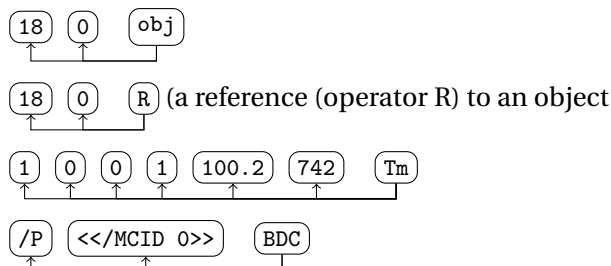 18 0 obj
18 0 R (a reference (operator R) to an object
1 0 0 1 100.2 742 Tm
/P <</MCID 0>> BDC